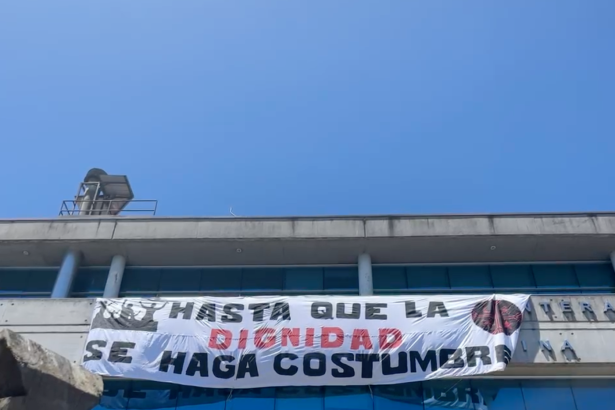 HASTA QUE LA
DIGNIDAD
SE HAGA COSTUMBRE